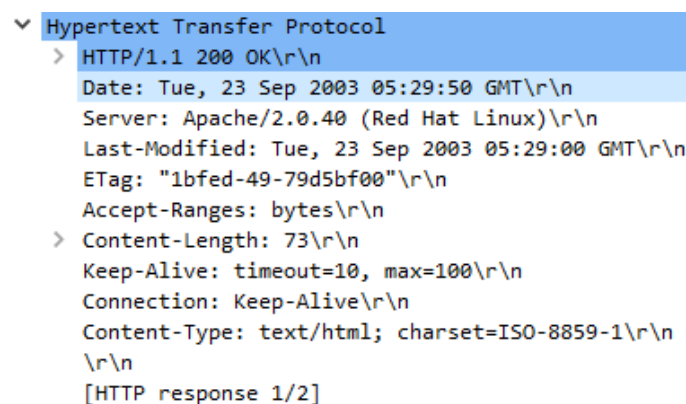 Hypertext Transfer Protocol
HTTP/1.1 200 OK\r\n
Date: Tue, 23 Sep 2003 05:29:50 GMT\r\n
Server: Apache/2.0.40 (Red Hat Linux)\r\n
Last-Modified: Tue, 23 Sep 2003 05:29:00 GMT\r\n
ETag: "1bfed-49-79d5bf00"\r\n
Accept-Ranges: bytes\r\n
Content-Length: 73\r\n
Keep-Alive: timeout=10, max=100\r\n
Connection: Keep-Alive\r\n
Content-Type: text/html; charset=ISO-8859-1\r\n
\r\n
[HTTP response 1/2]